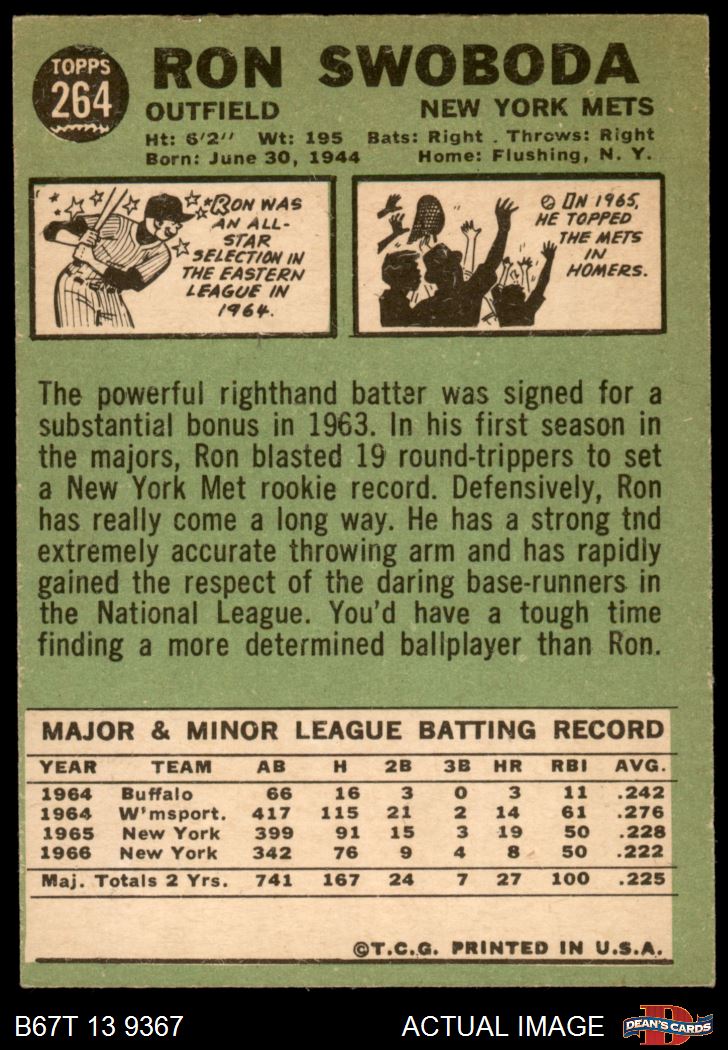 TOPPS
264
RON SWOBODA
OUTFIELD NEW YORK METS
Ht: 6'2" Wt: 195 Bats: Right . Throws: Right
Born: June 30, 1944 Home: Flushing, N. Y.
RON WAS
AN ALL-
STAR
SELECTION IN
THE EASTERN
LEAGUE IN
1964.
IN 1965,
HE TOPPED
THE METS
IN
HOMERS.
The powerful righthand batter was signed for a
substantial bonus in 1963. In his first season in
the majors, Ron blasted 19 round-trippers to set
a New York Met rookie record. Defensively, Ron
has really come a long way. He has a strong tnd
extremely accurate throwing arm and has rapidly
gained the respect of the daring base-runners in
the National League. You'd have a tough time
finding a more determined ballplayer than Ron.
MAJOR & MINOR LEAGUE BATTING RECORD
YEAR TEAM AB H 2B 3B HR RBI AVG.
1964 Buffalo 66 16 3 0 3 11 .242
1964 W'msport. 417 115 21 2 14 61 .276
1965 New York 399 91 15 3 19 50 .228
1966 New York 342 76 9 4 8 50 .222
Maj. Totals 2 Yrs. 741 167 24 7 27 100 .225
©T.C.G. PRINTED IN U.S.A.
B67T 13 9367 ACTUAL IMAGE D DEAN'S CARDS